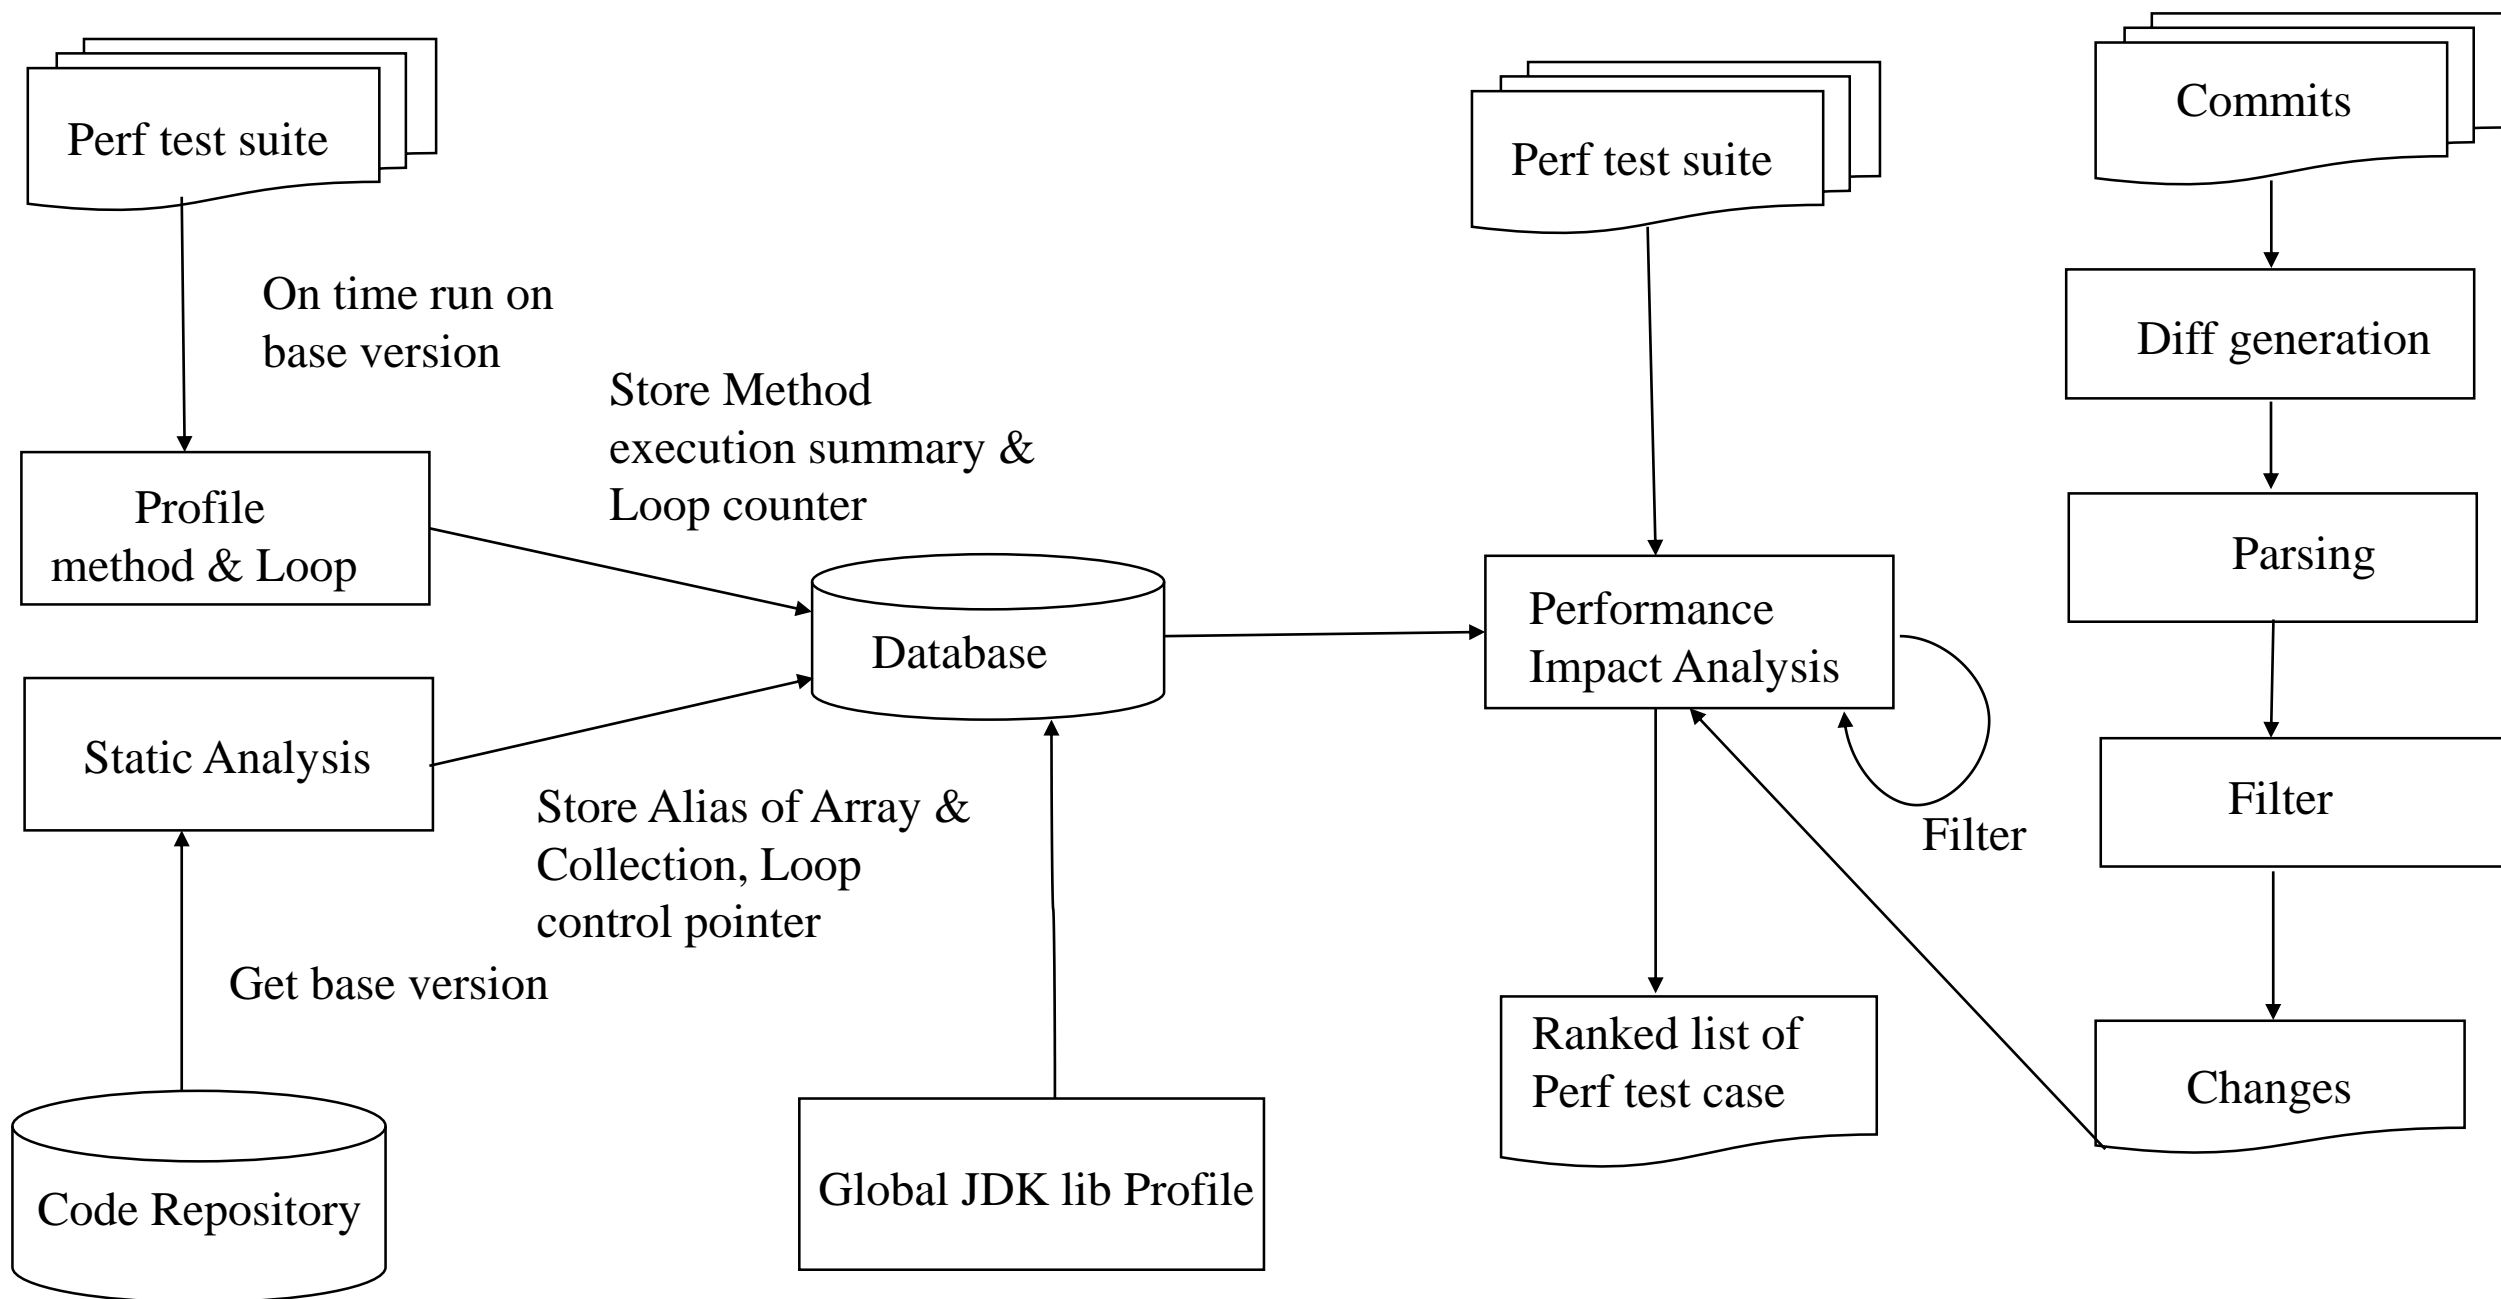 Perf test suite
On time run on
base version
Profile
method & Loop
Store Method
execution summary &
Loop counter
Static Analysis
Store Alias of Array &
Collection, Loop
control pointer
Get base version
Code Repository
Database
Global JDK lib Profile
Perf test suite
Performance
Impact Analysis
Filter
Ranked list of
Perf test case
Commits
Diff generation
Parsing
Filter
Changes